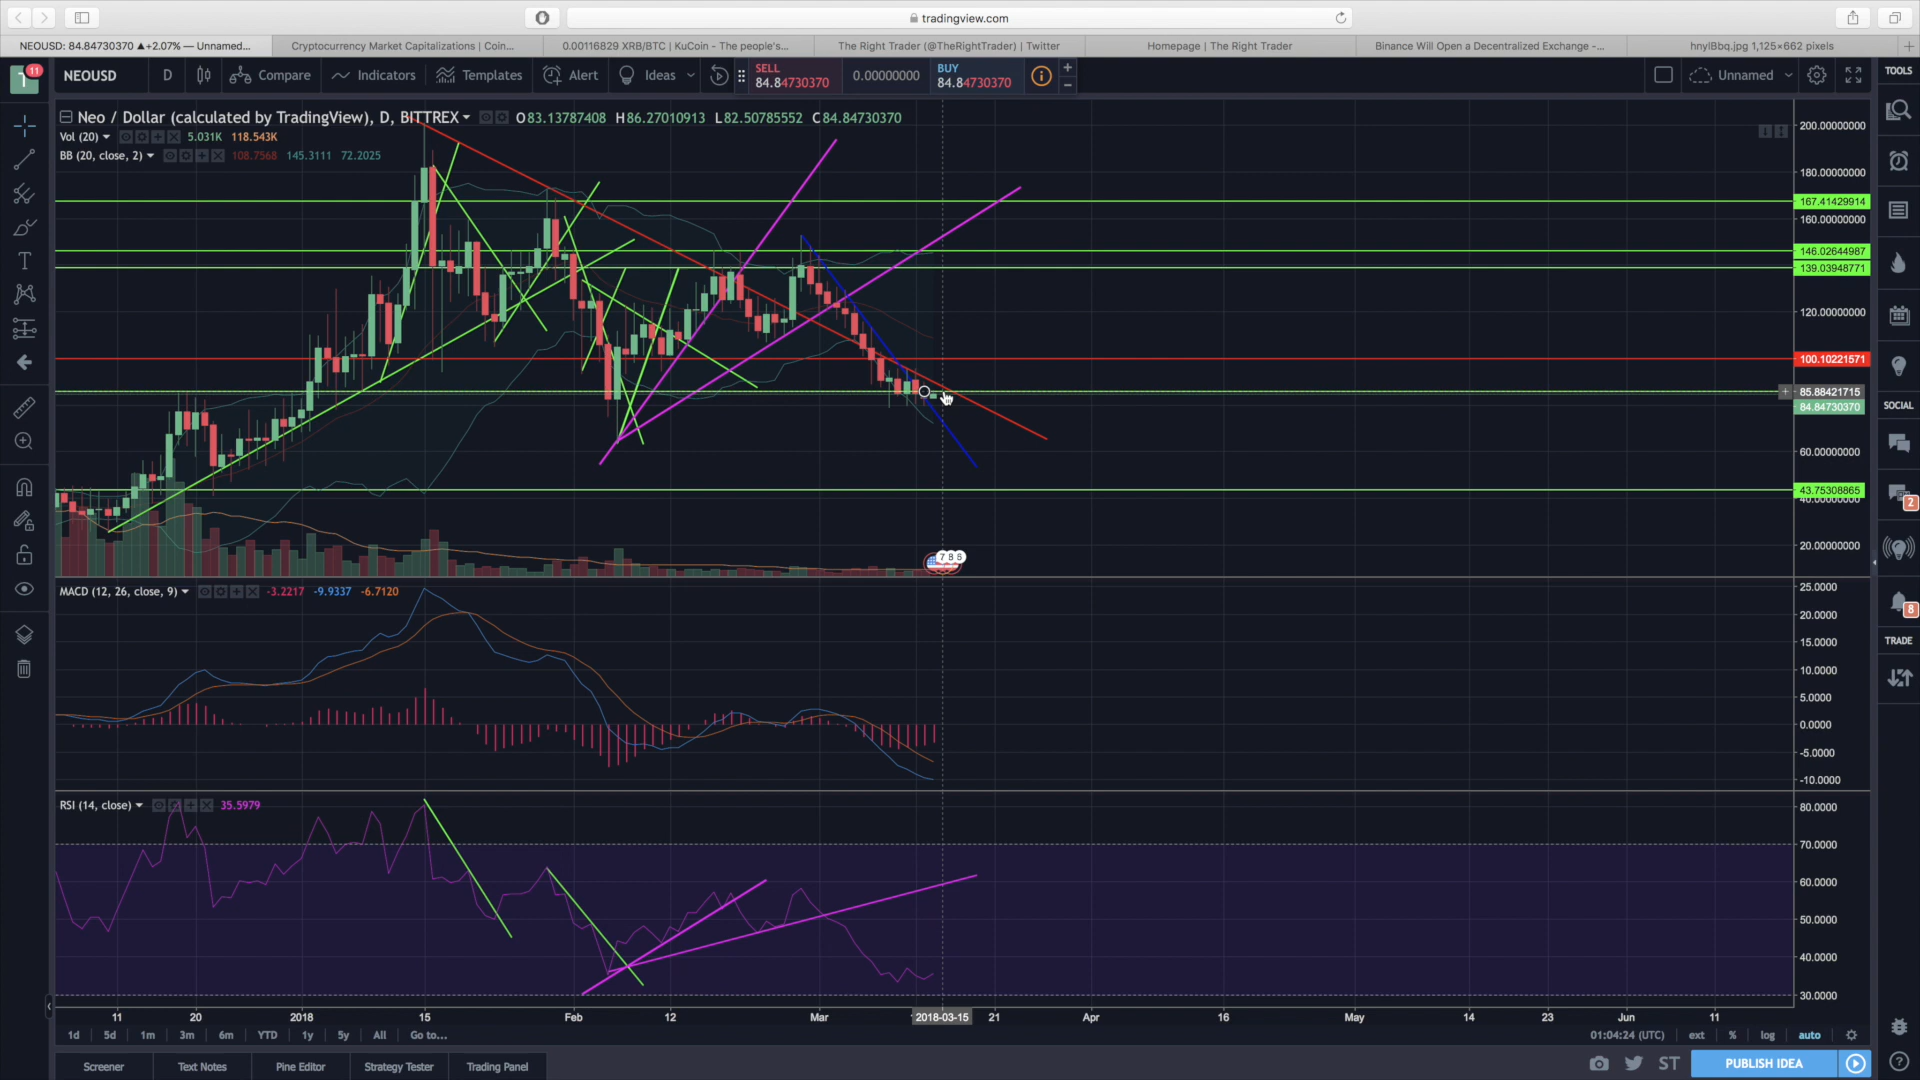 tradingview.com
NEOUSD: 84.84730370 ▲+2.07% — Unnamed...
Cryptocurrency Market Capitalizations | Coin...
0.00116829 XRB/BTC | KuCoin - The people's...
The Right Trader (@TheRightTrader) | Twitter
Homepage | The Right Trader
Binance Will Open a Decentralized Exchange -...
hnylBbq.jpg 1,125×662 pixels
11
NEOUSD
D
Compare
Indicators
Templates
Alert
Ideas
SELL
84.84730370
0.00000000
BUY
84.84730370
Unnamed
TOOLS
Neo / Dollar (calculated by TradingView), D, BITTREX
O83.13787408 H86.27010913 L82.50785552 C84.84730370
Vol (20) 5.031K 118.543K
BB (20, close, 2) 108.7568 145.3111 72.2025
200.00000000
180.00000000
167.41429914
160.00000000
146.02644987
139.03948771
120.00000000
100.10221571
85.88421715
84.84730370
60.00000000
43.75308865
40.00000000
20.00000000
SOCIAL
2
8
TRADE
7 8 5
MACD (12, 26, close, 9) -3.2217 -9.9337 -6.7120
25.0000
20.0000
15.0000
10.0000
5.0000
0.0000
-5.0000
-10.0000
RSI (14, close) 35.5979
80.0000
70.0000
60.0000
50.0000
40.0000
30.0000
11 20 2018 15 Feb 12 Mar 2018-03-15 21 Apr 16 May 14 23 Jun 11
1d 5d 1m 3m 6m YTD 1y 5y All Go to...
01:04:24 (UTC) ext % log auto
Screener Text Notes Pine Editor Strategy Tester Trading Panel
ST PUBLISH IDEA